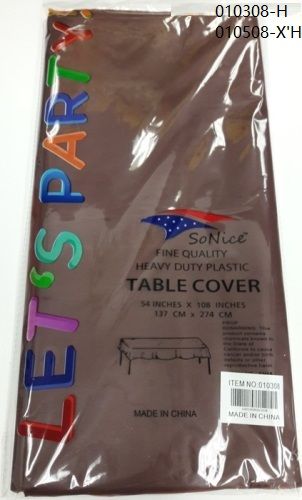 010308-H
010508-X'H
LET'S PARTY!
SoNice™
FINE QUALITY
HEAVY DUTY PLASTIC
TABLE COVER
54 INCHES X 108 INCHES
137 CM x 274 CM
MADE IN CHINA
ITEM NO:010308
MADE IN CHINA